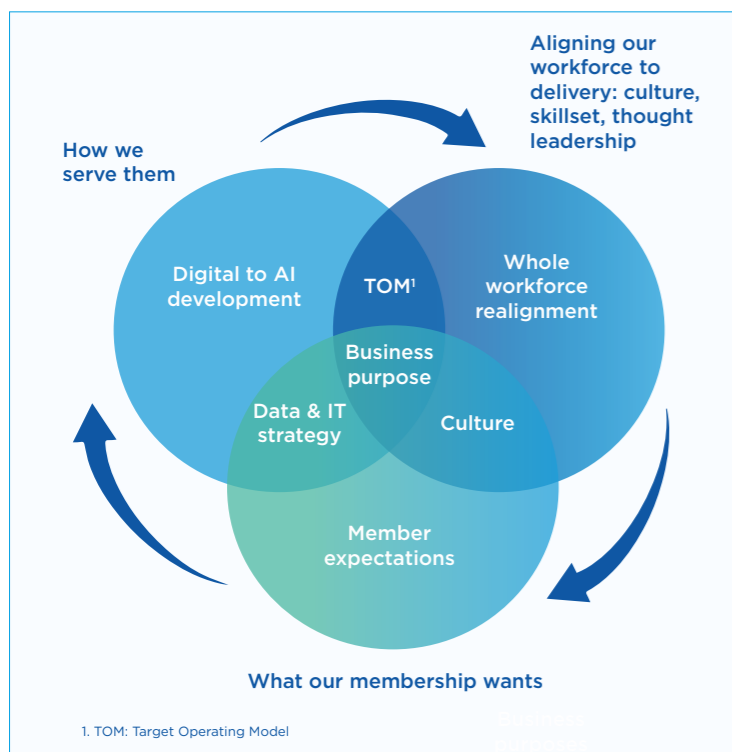 Aligning our
workforce to
delivery: culture,
skillset, thought
leadership
How we
serve them
Digital to AI
development
TOM¹
Whole
workforce
realignment
Business
purpose
Data & IT
strategy
Culture
Member
expectations
What our membership wants
1. TOM: Target Operating Model
Business
purposes